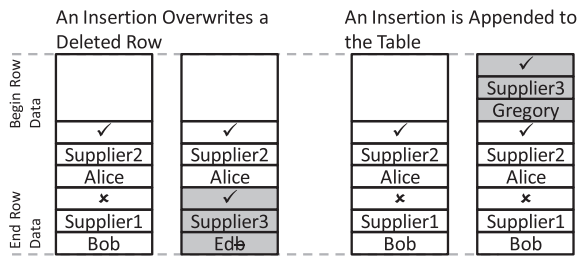 An Insertion Overwrites a
Deleted Row
An Insertion is Appended to
the Table
Begin Row
Data
End Row
Data
✓
Supplier2
Alice
✗
Supplier1
Bob
✓
Supplier2
Alice
✓
Supplier3
Edb
✓
Supplier2
Alice
✗
Supplier1
Bob
✓
Supplier3
Gregory
✓
Supplier2
Alice
✗
Supplier1
Bob